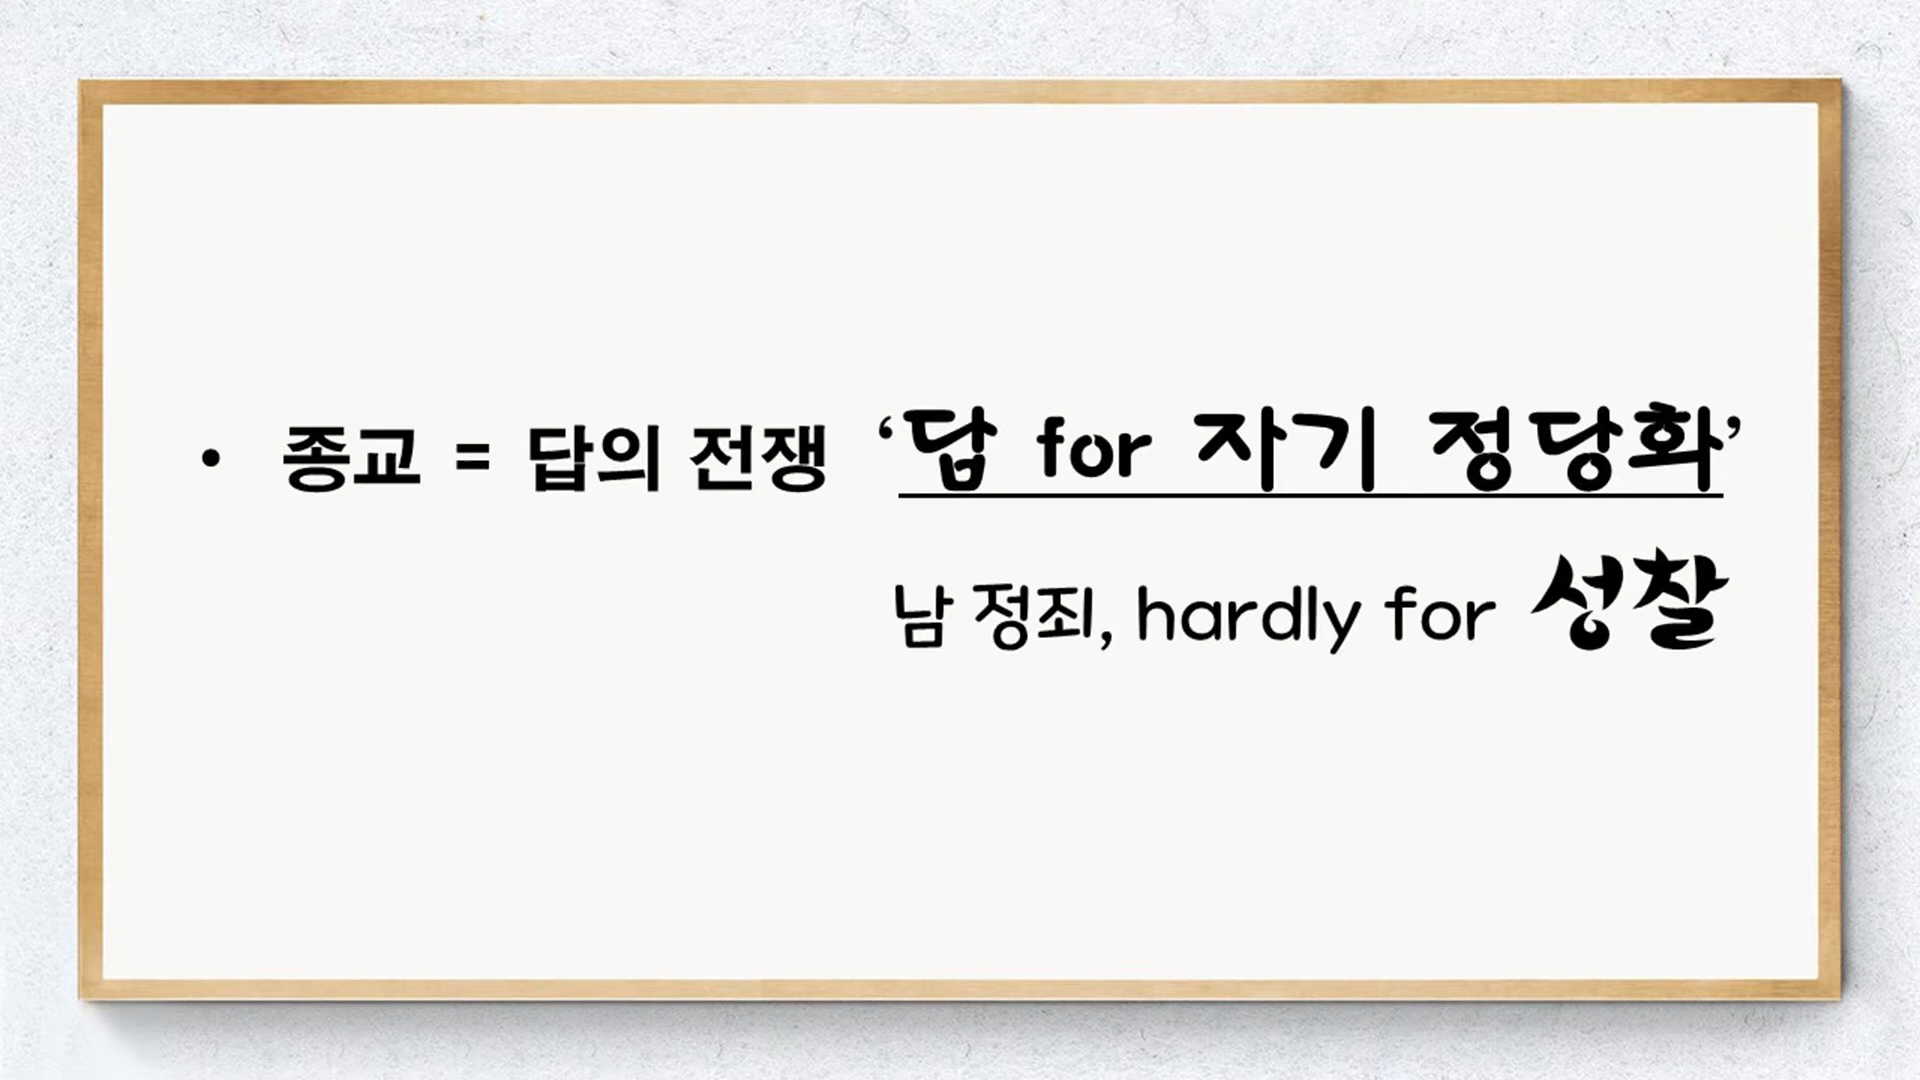 • 종교 = 답의 전쟁 ‘답 for 자기 정당화’
남 정죄, hardly for 성찰